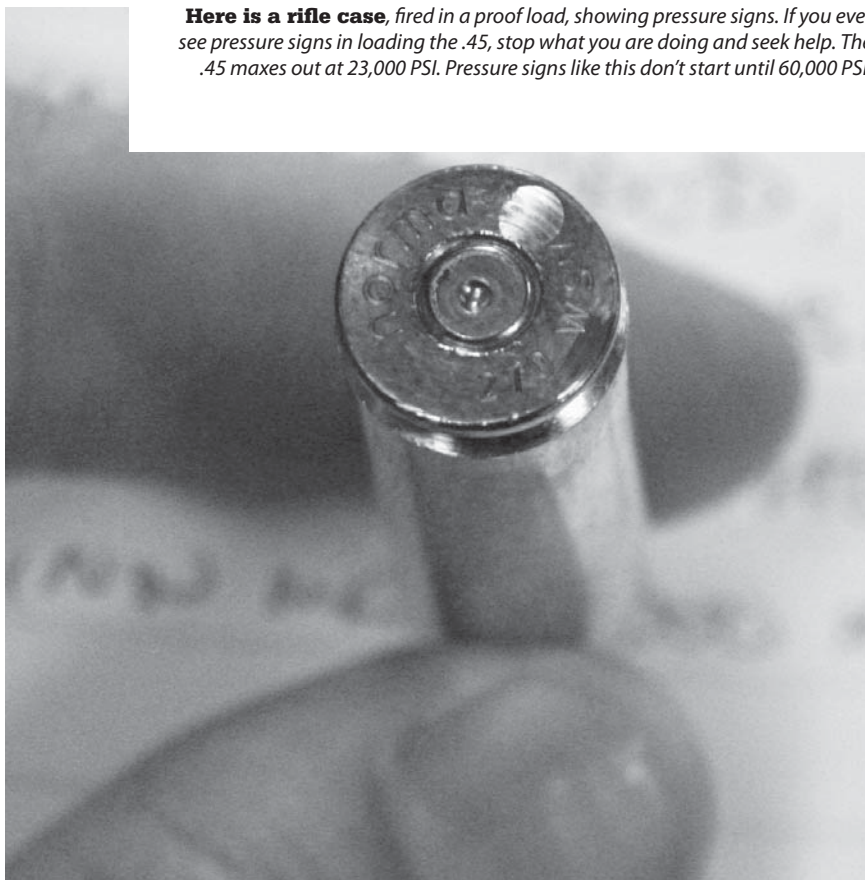 Here is a rifle case, fired in a proof load, showing pressure signs. If you eve
see pressure signs in loading the .45, stop what you are doing and seek help. The
.45 maxes out at 23,000 PSI. Pressure signs like this don’t start until 60,000 PSI
norma